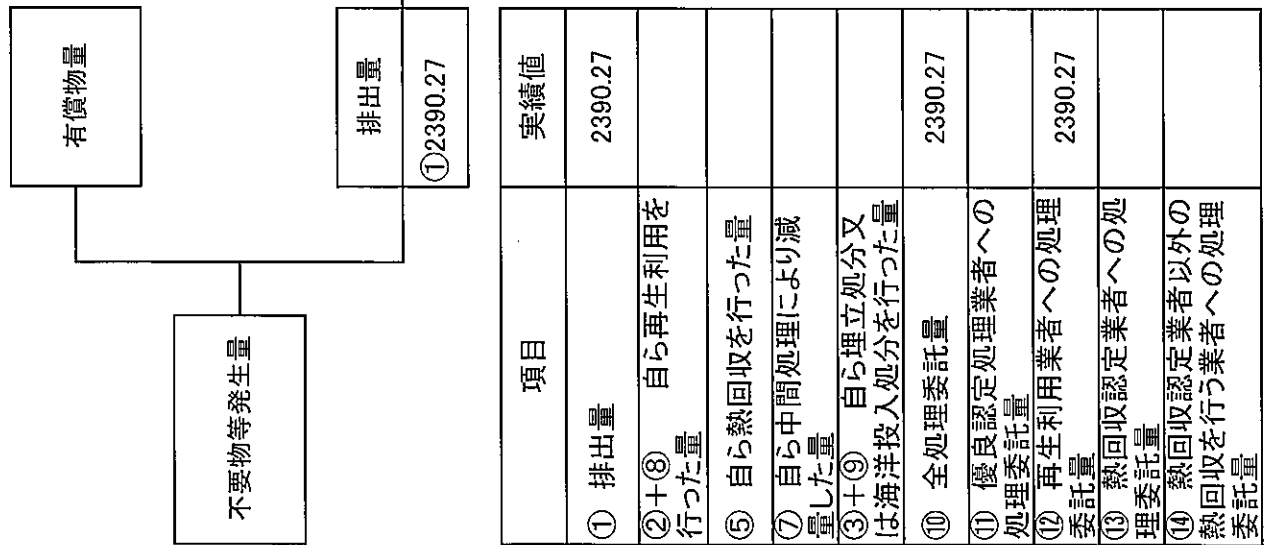 有償物量
不要物等発生量
排出量
①2390.27
項目
実績値
① 排出量
2390.27
②+⑧ 自ら再生利用を
行った量
⑤ 自ら熱回収を行った量
⑦ 自ら中間処理により減
量した量
③+⑨ 自ら埋立処分又
は海洋投入処分を行った量
⑩ 全処理委託量
2390.27
⑪ 優良認定処理業者への
処理委託量
⑫ 再生利用業者への処理
委託量
2390.27
⑬ 熱回収認定業者への処
理委託量
⑭ 熱回収認定業者以外の
熱回収を行う業者への処理
委託量